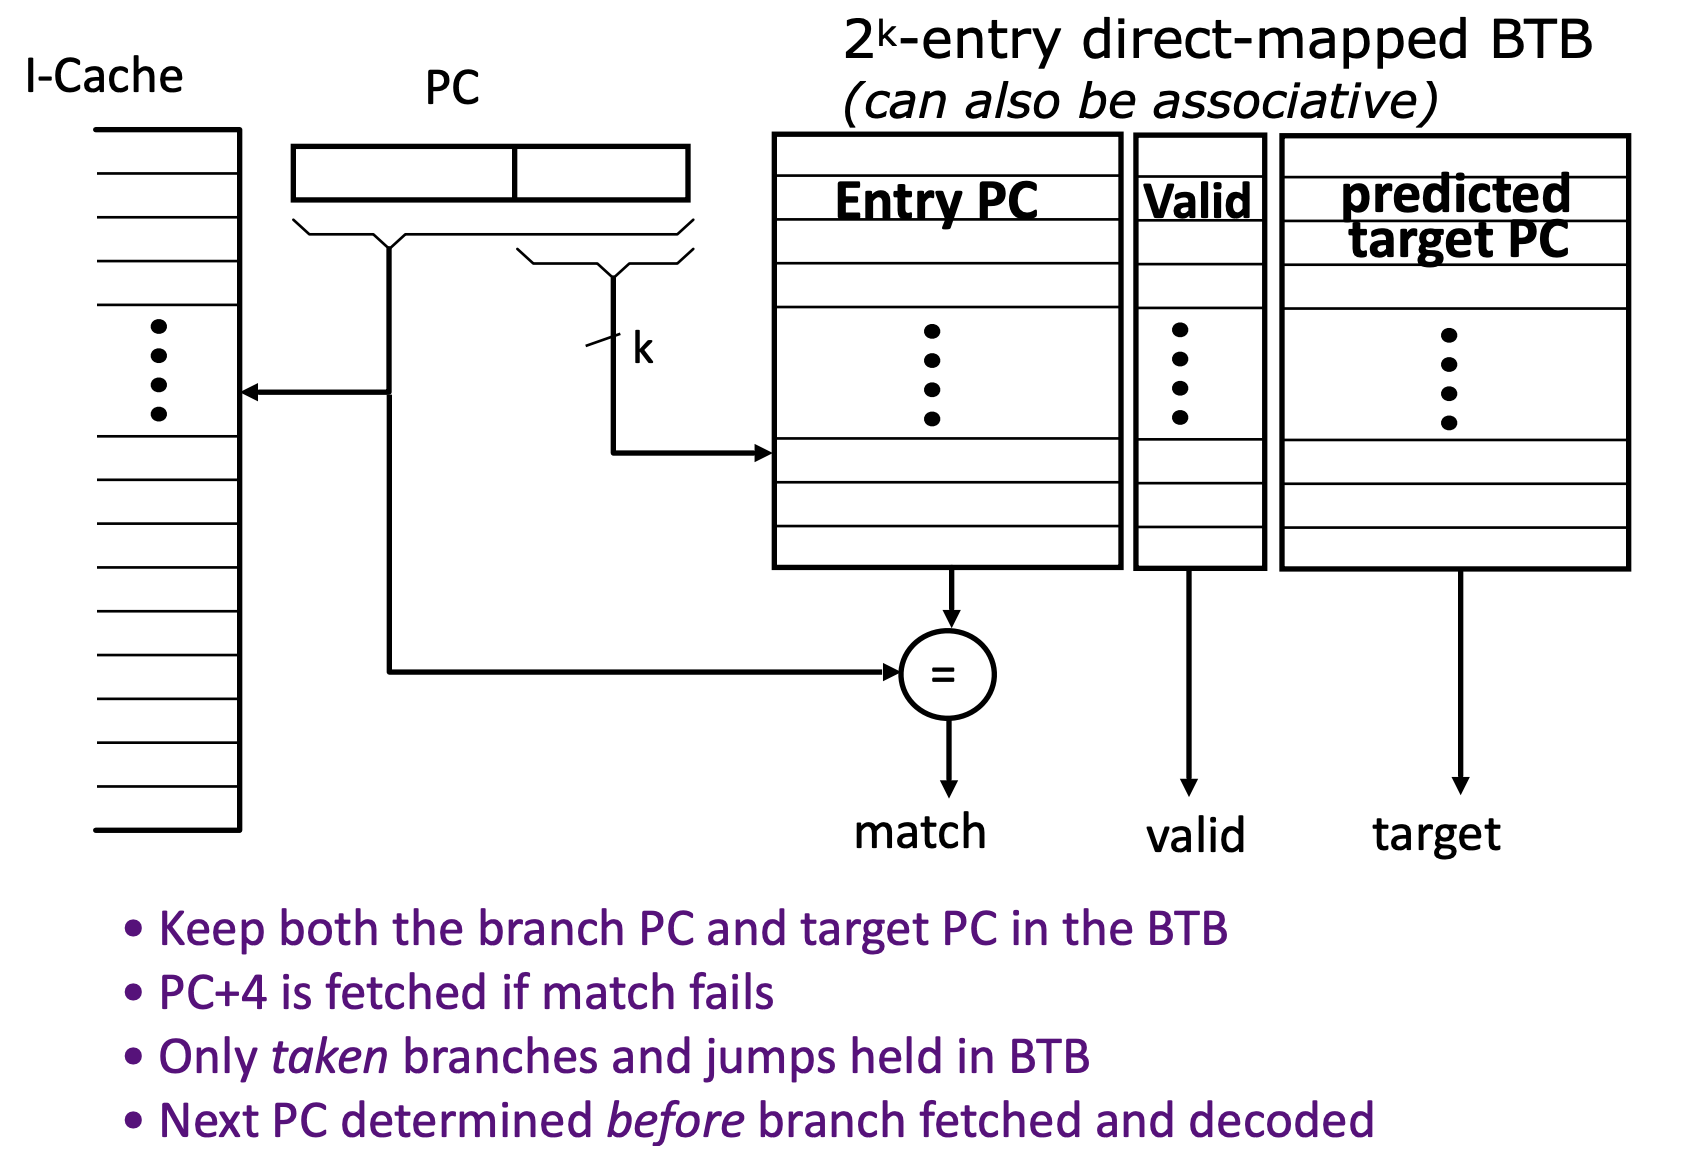 2ᵏ-entry direct-mapped BTB
(can also be associative)
I-Cache
PC
Entry PC
Valid
predicted
target PC
k
=
match
valid
target
• Keep both the branch PC and target PC in the BTB
• PC+4 is fetched if match fails
• Only taken branches and jumps held in BTB
• Next PC determined before branch fetched and decoded